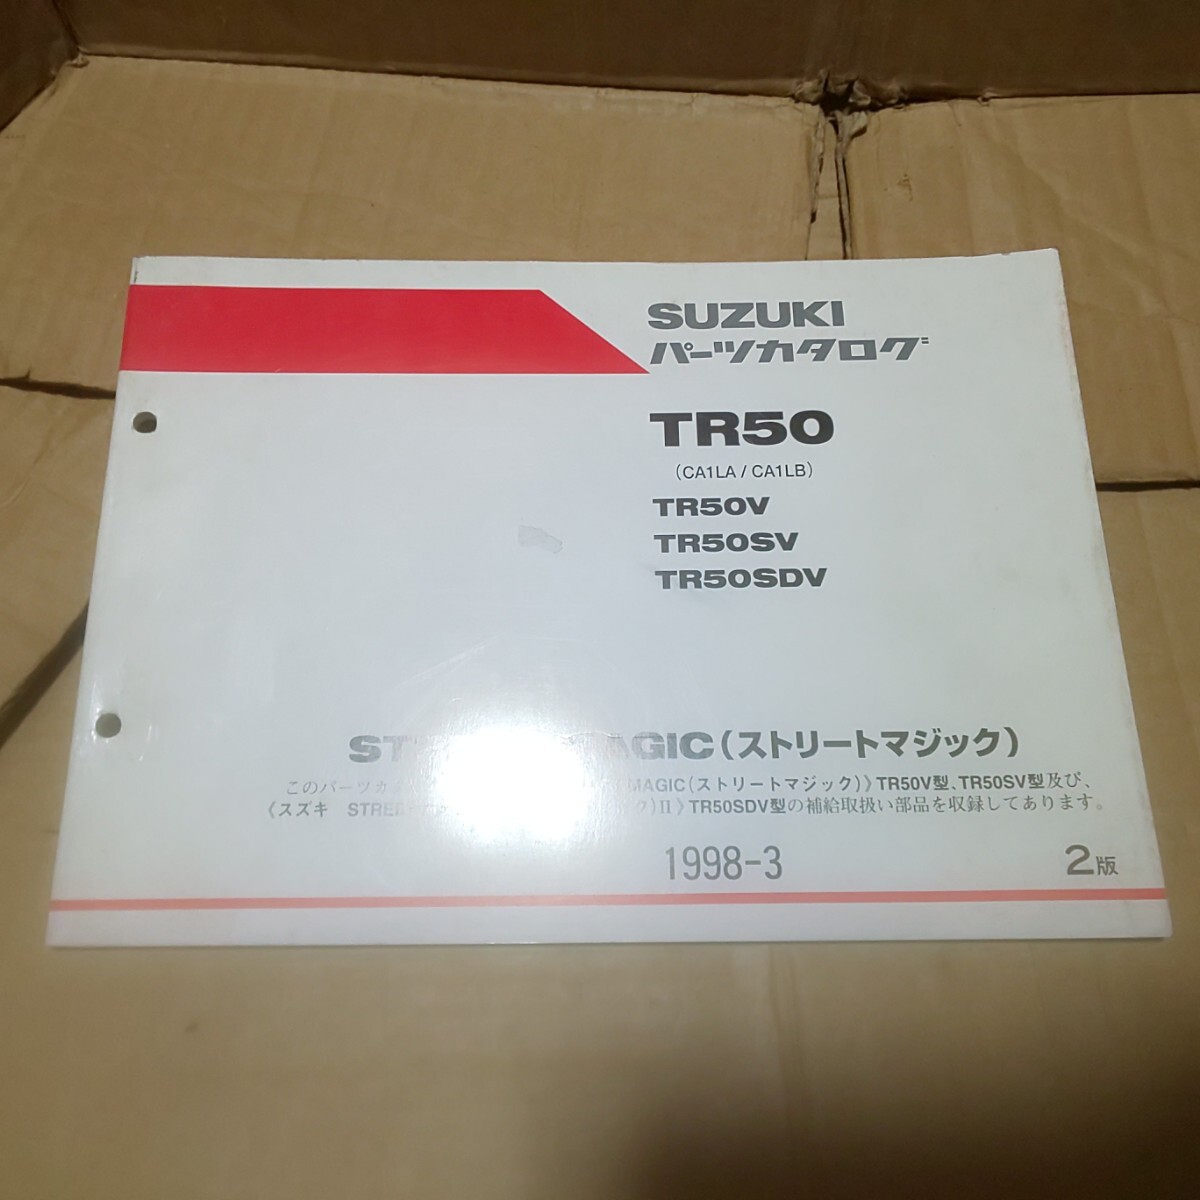 SUZUKI
パーツカタログ
TR50
(CA1LA / CA1LB)
TR50V
TR50SV
TR50SDV
MAGIC(ストリートマジック)
このパーツカ MAGIC(ストリートマジック)》TR50V型、TR50SV型及び、
《スズキ STREE ク)II》TR50SDV型の補給取扱い部品を収録してあります。
1998-3
2版